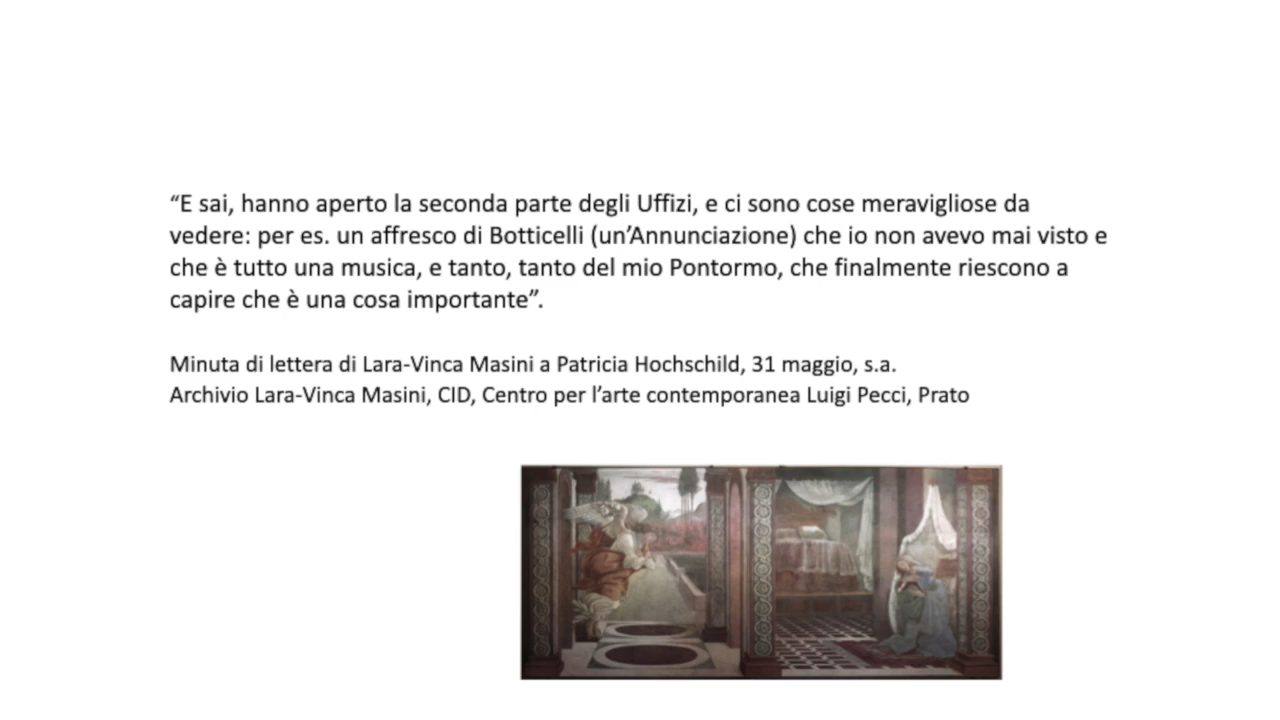 “E sai, hanno aperto la seconda parte degli Uffizi, e ci sono cose meravigliose da
vedere: per es. un affresco di Botticelli (un’Annunciazione) che io non avevo mai visto e
che è tutto una musica, e tanto, tanto del mio Pontormo, che finalmente riescono a
capire che è una cosa importante”.
Minuta di lettera di Lara-Vinca Masini a Patricia Hochschild, 31 maggio, s.a.
Archivio Lara-Vinca Masini, CID, Centro per l’arte contemporanea Luigi Pecci, Prato